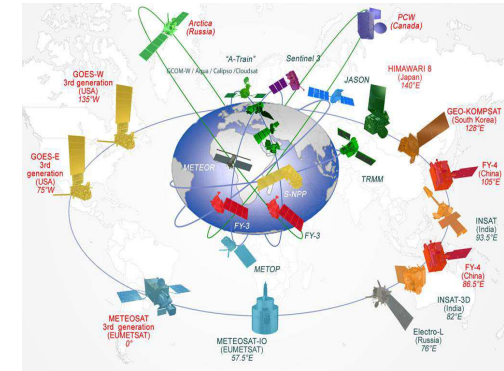 Arctica
(Russia)
PCW
(Canada)
"A-Train"
GCOM-W / Aqua / Calipso / Cloudsat
Sentinel 3
JASON
HIMAWARI 8
(Japan)
140°E
GOES-W
3rd generation
(USA)
135°W
GEO-KOMPSAT
(South Korea)
128°E
GOES-E
3rd
generation
(USA)
75°W
METEOR
S-NPP
TRMM
FY-4
(China)
105°E
FY-3
FY-3
INSAT
(India)
93.5°E
METOP
FY-4
(China)
86.5°E
INSAT-3D
(India)
82°E
METEOSAT
3rd generation
(EUMETSAT)
0°
METEOSAT-IO
(EUMETSAT)
57.5°E
Electro-L
(Russia)
76°E